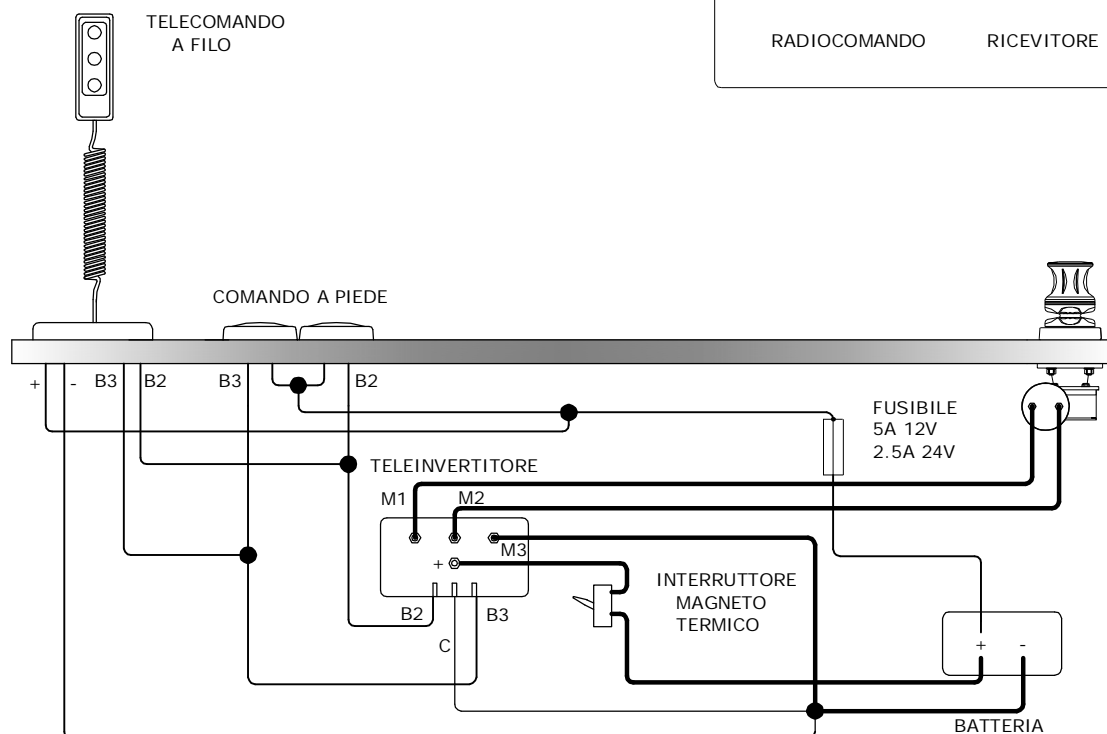 TELECOMANDO
A FILO
RADIOCOMANDO
RICEVITORE
COMANDO A PIEDE
+
-
B3
B2
B3
B2
FUSIBILE
5A 12V
2.5A 24V
TELEINVERTITORE
M1
M2
M3
+
B2
B3
C
INTERRUTTORE
MAGNETO
TERMICO
+
-
BATTERIA